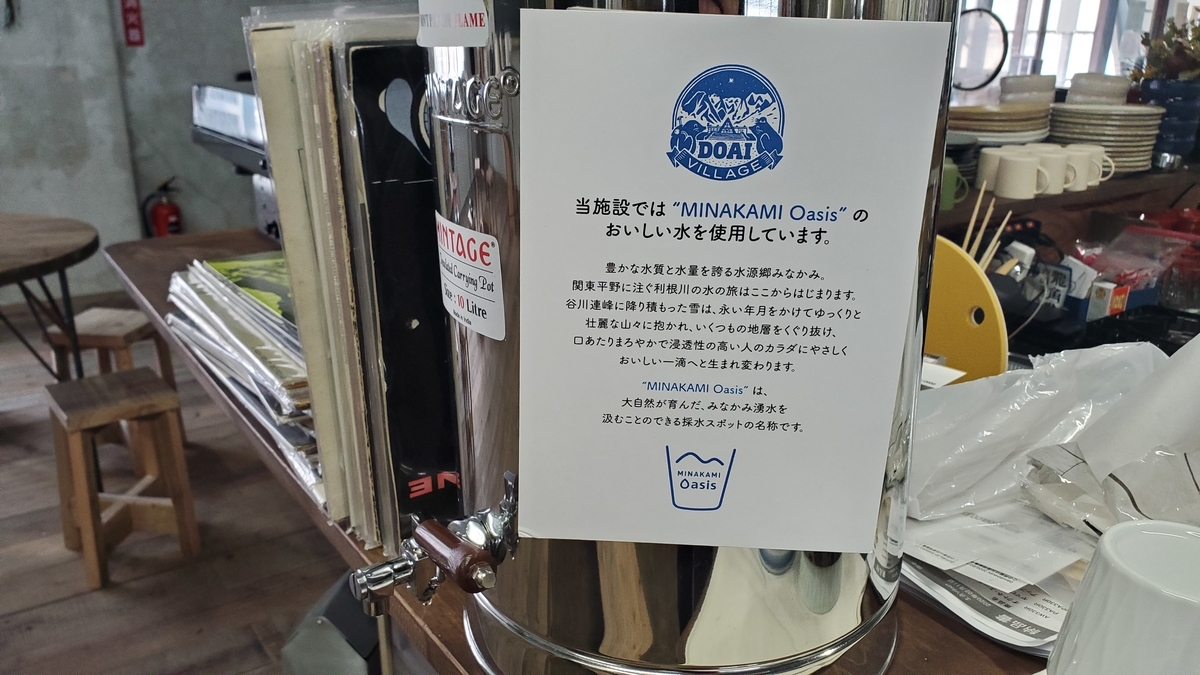 FLAME
DOAI
VILLAGE
当施設では “MINAKAMI Oasis” の
おいしい水を使用しています。
豊かな水質と水量を誇る水源郷みなかみ。
関東平野に注ぐ利根川の水の旅はここからはじまります。
谷川連峰に降り積もった雪は、永い年月をかけてゆっくりと
壮麗な山々に抱かれ、いくつもの地層をくぐり抜け、
口あたりまろやかで浸透性の高い人のカラダにやさしく
おいしい一滴へと生まれ変わります。
“MINAKAMI Oasis” は、
大自然が育んだ、みなかみ湧水を
汲むことのできる採水スポットの名称です。
MINAKAMI
Oasis
VINTAGE®
Insulated Carrying Pot
Size : 10 Litre
Made in India
納品書